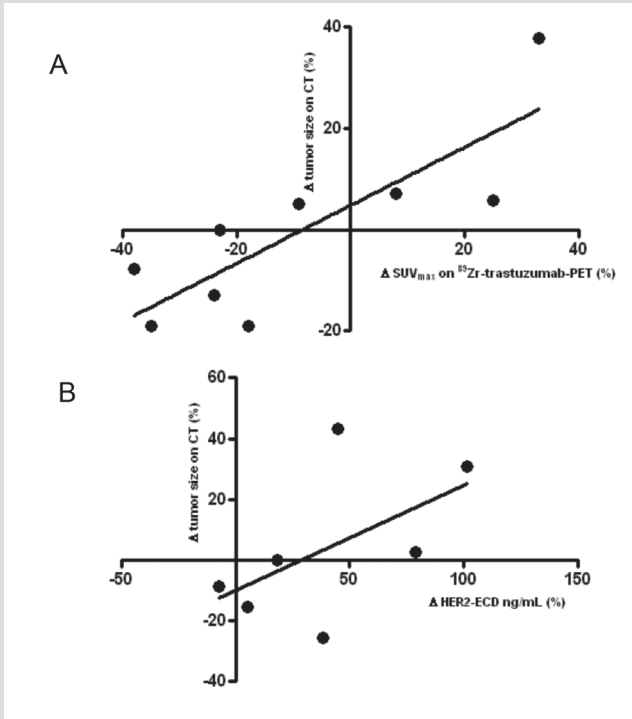 A
Δ tumor size on CT (%)
40
20
-40
-20
20
40
-20
Δ SUVmax on ⁸⁹Zr-trastuzumab-PET (%)
B
Δ tumor size on CT (%)
60
40
20
-50
50
100
150
-20
-40
Δ HER2-ECD ng/mL (%)